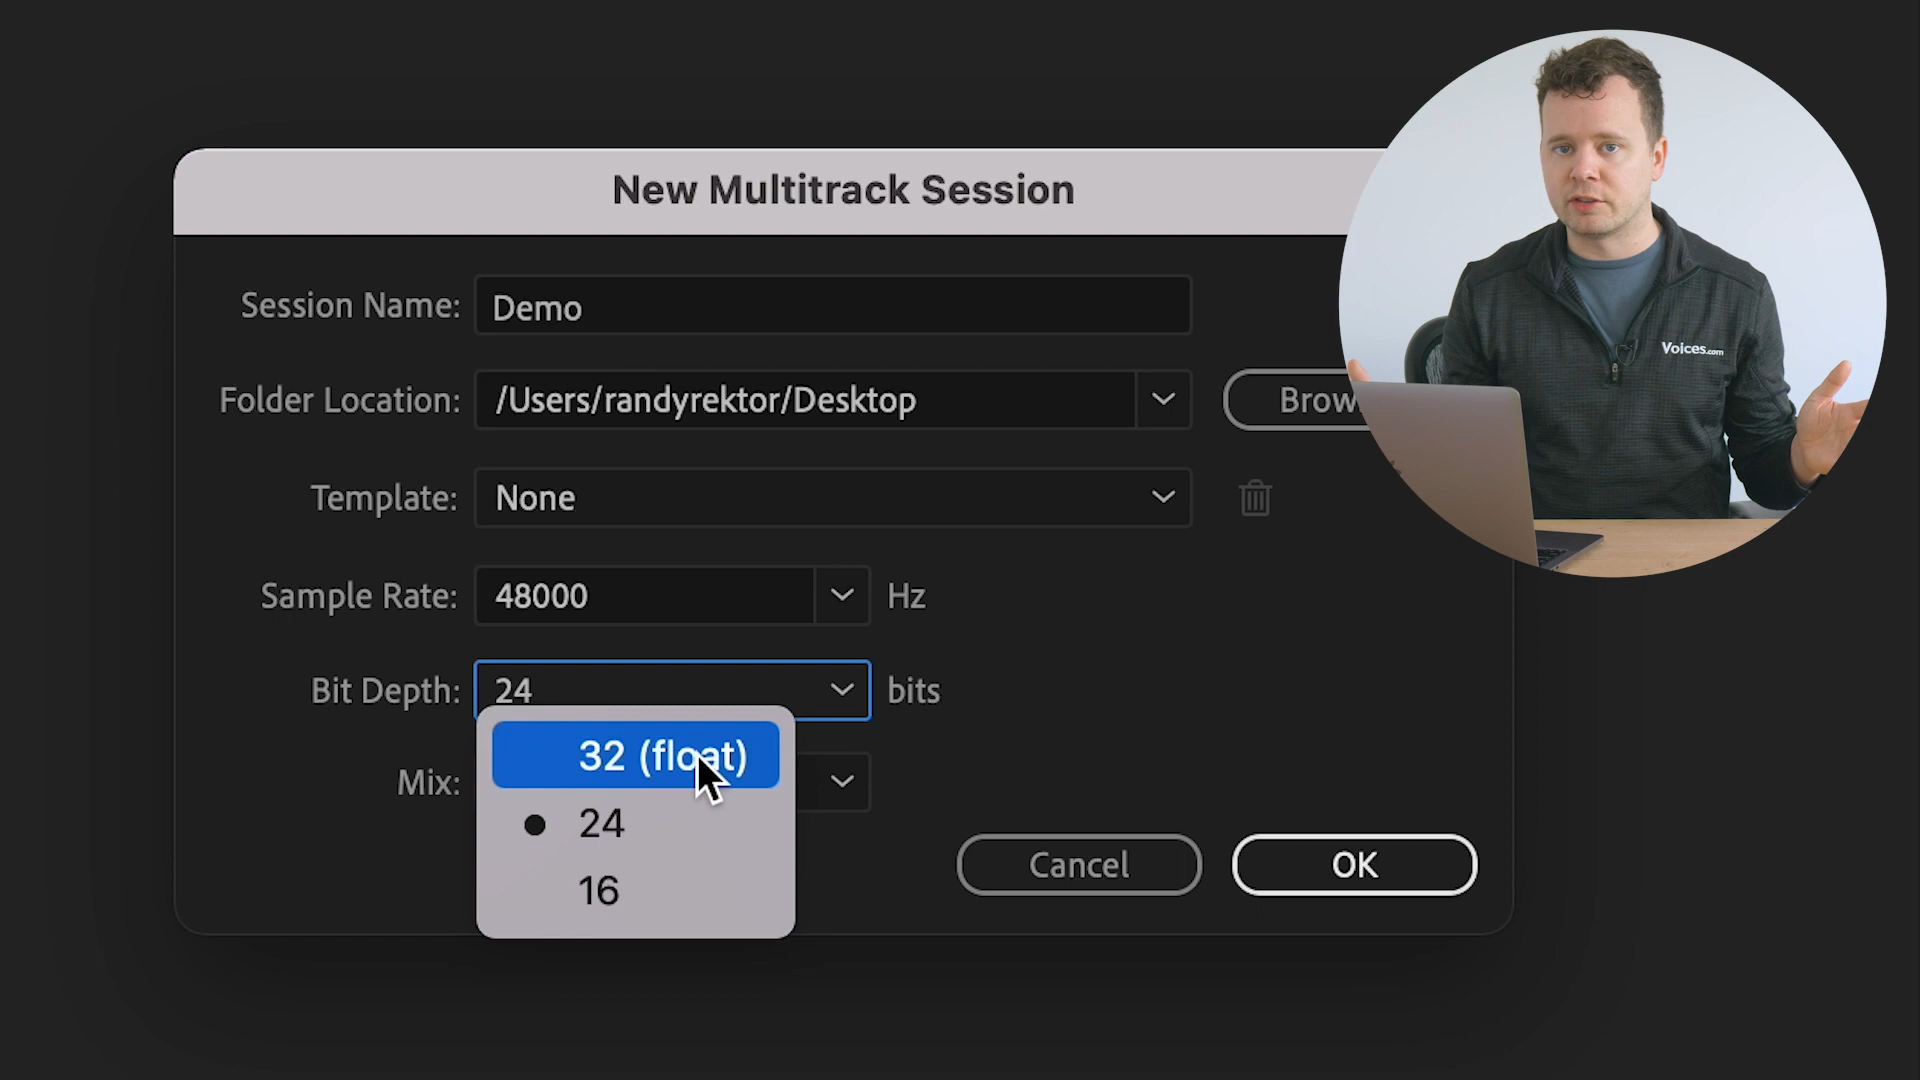 New Multitrack Session
Session Name: Demo
Folder Location: /Users/randyrektor/Desktop
Brow
Template: None
Sample Rate: 48000 Hz
Bit Depth: 24 bits
32 (float)
24
16
Mix:
Cancel
OK
Voices.com